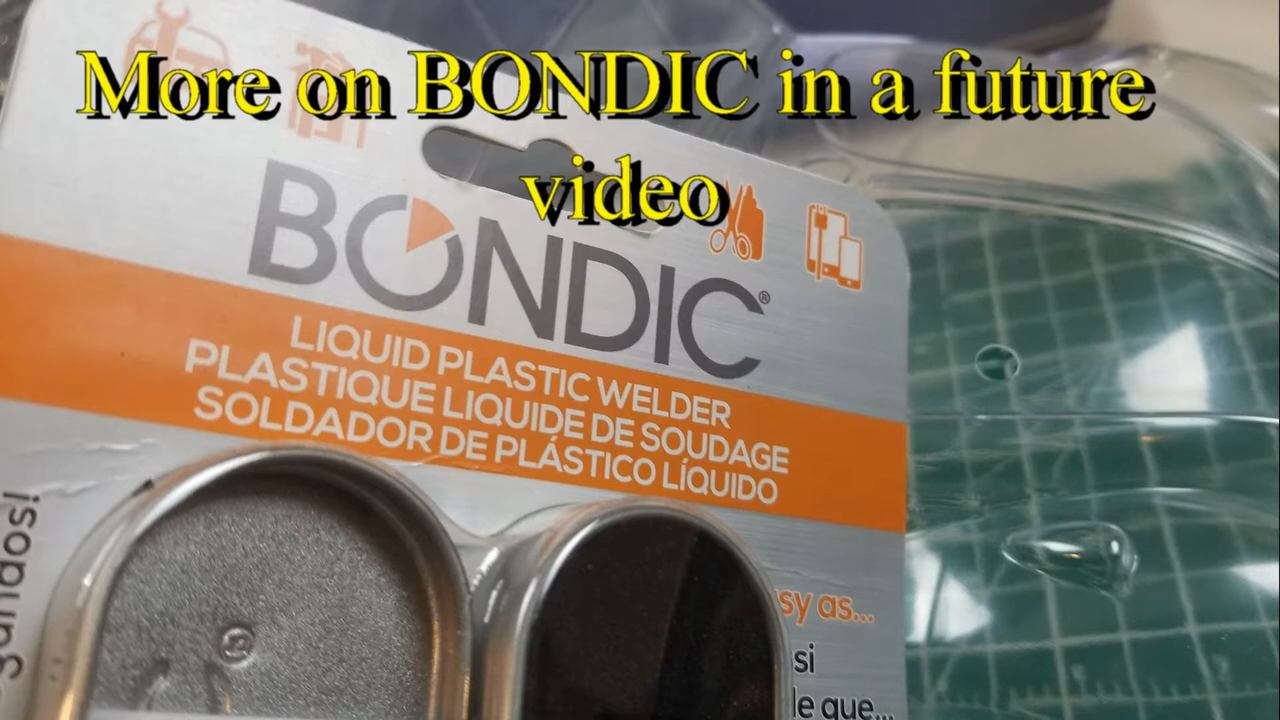 More on BONDIC in a future
video
BONDIC®
LIQUID PLASTIC WELDER
PLASTIQUE LIQUIDE DE SOUDAGE
SOLDADOR DE PLÁSTICO LÍQUIDO
sy as...
si
le que...